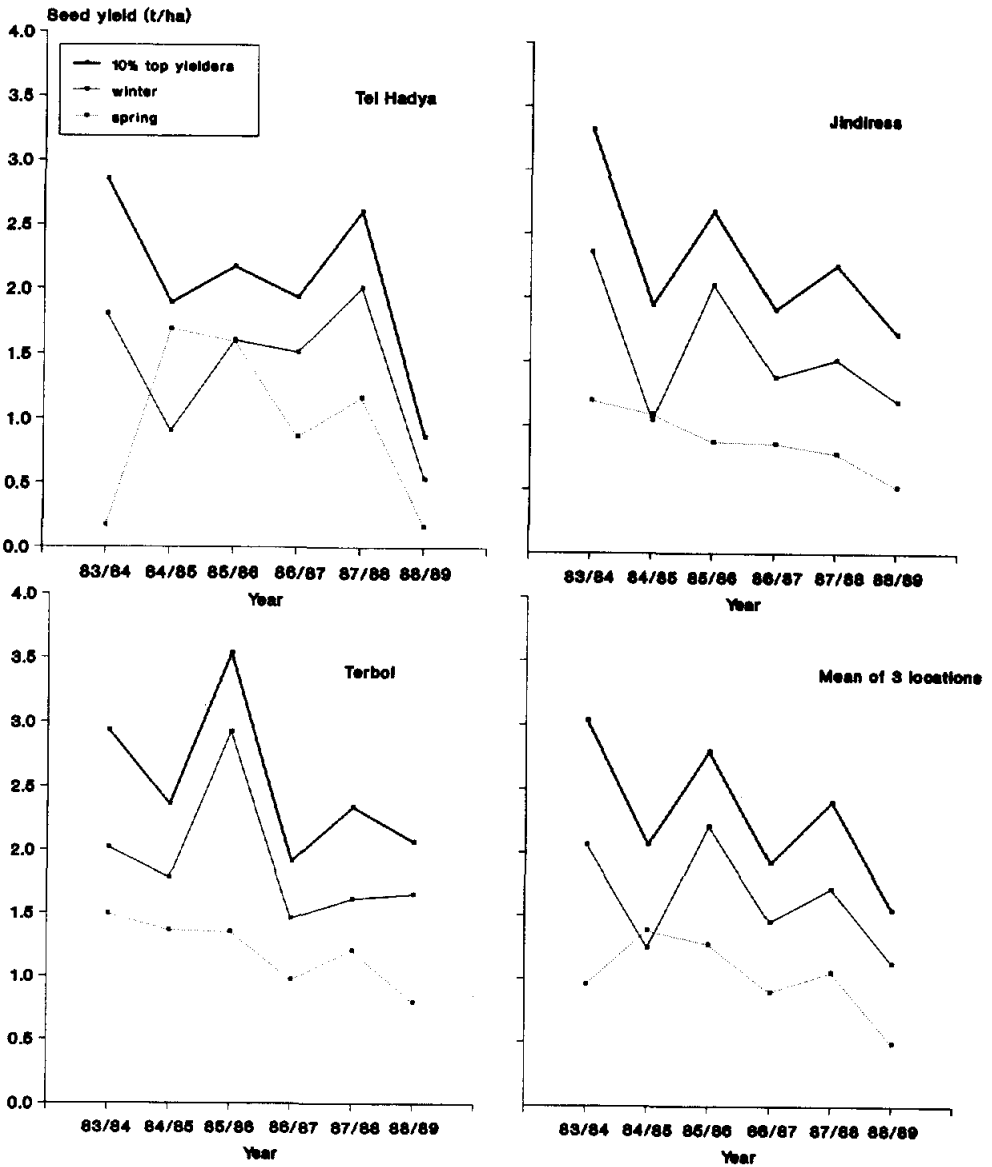 Seed yield (t/ha)
4.0
3.5
3.0
2.5
2.0
1.5
1.0
0.5
0.0
10% top yielders
winter
spring
Tel Hadya
83/84 84/85 85/86 86/87 87/88 88/89
Year
Jindiress
83/84 84/85 85/86 86/87 87/88 88/89
Year
4.0
3.5
3.0
2.5
2.0
1.5
1.0
0.5
0.0
Terbol
83/84 84/85 85/86 86/87 87/88 88/89
Year
Mean of 3 locations
83/84 84/85 85/86 86/87 87/88 88/89
Year